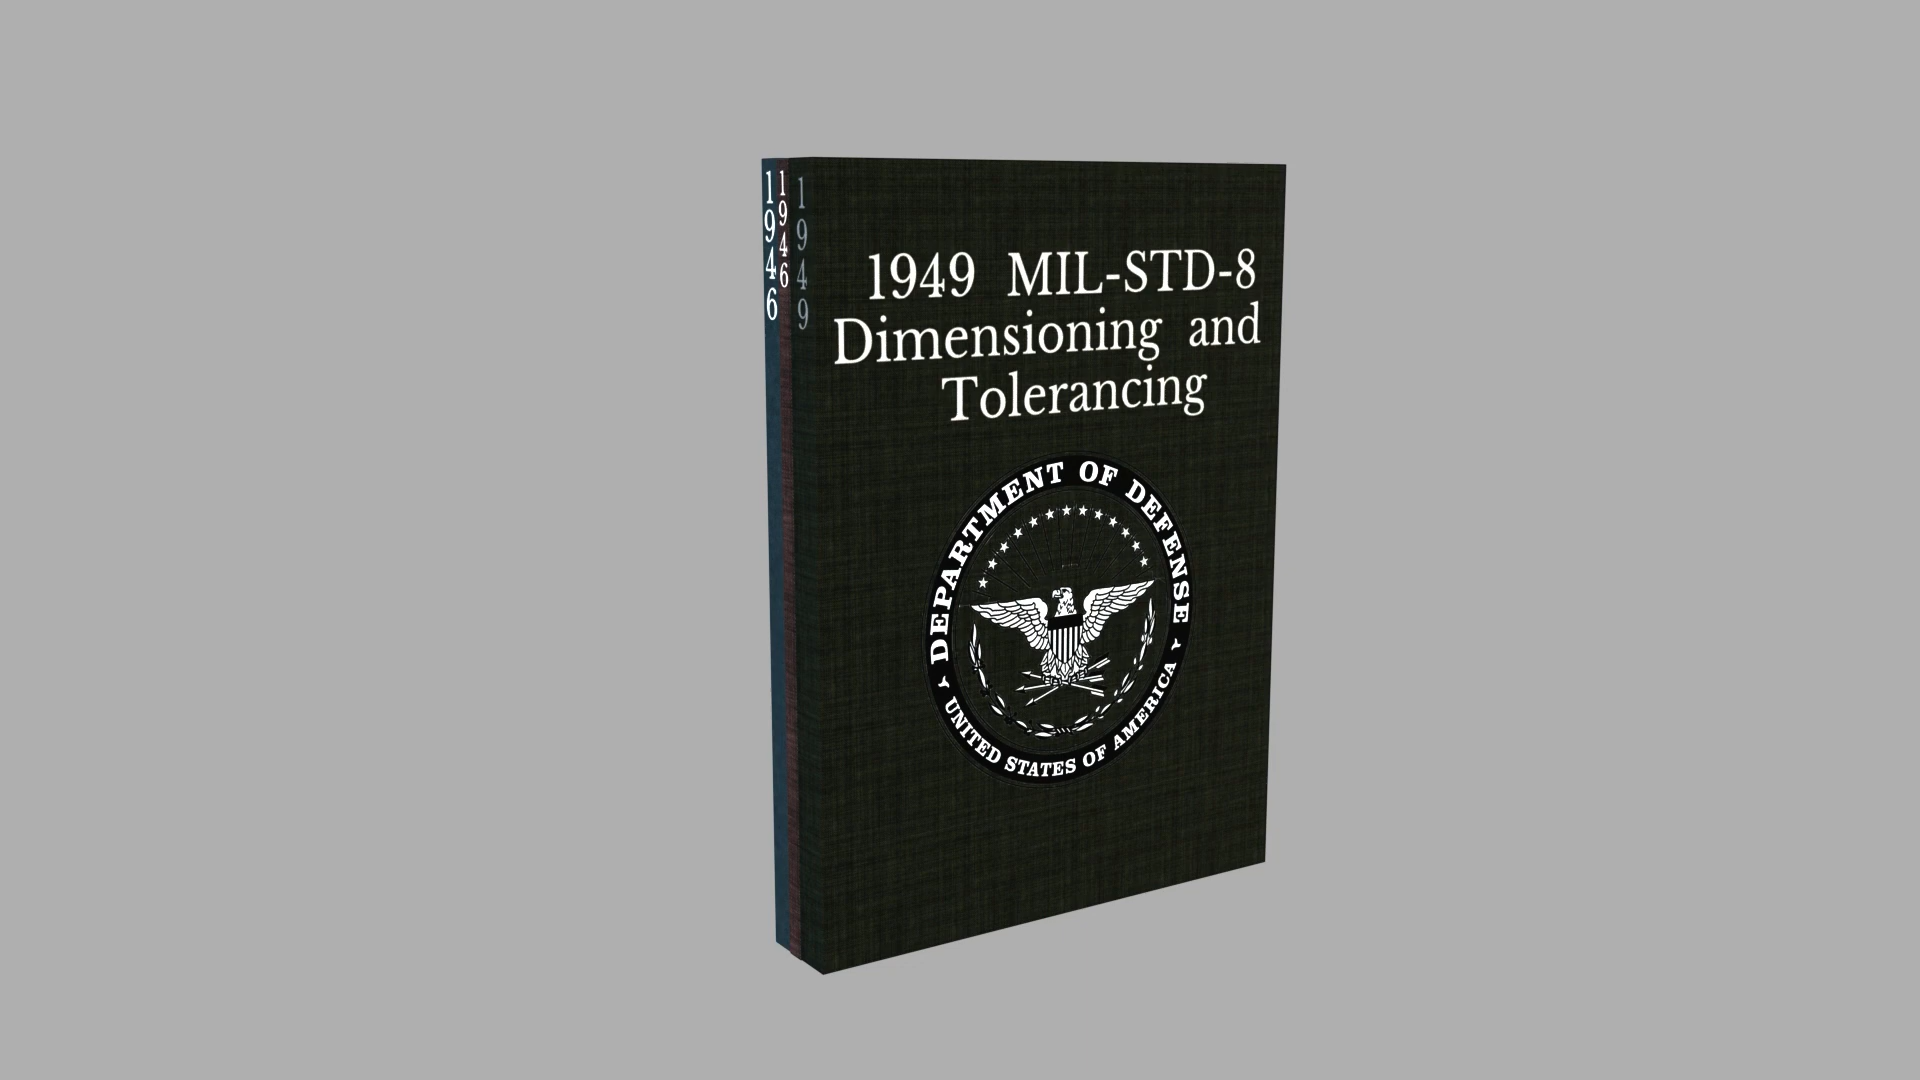 1946
1946
1949
1949 MIL-STD-8
Dimensioning and
Tolerancing
DEPARTMENT OF DEFENSE
UNITED STATES OF AMERICA